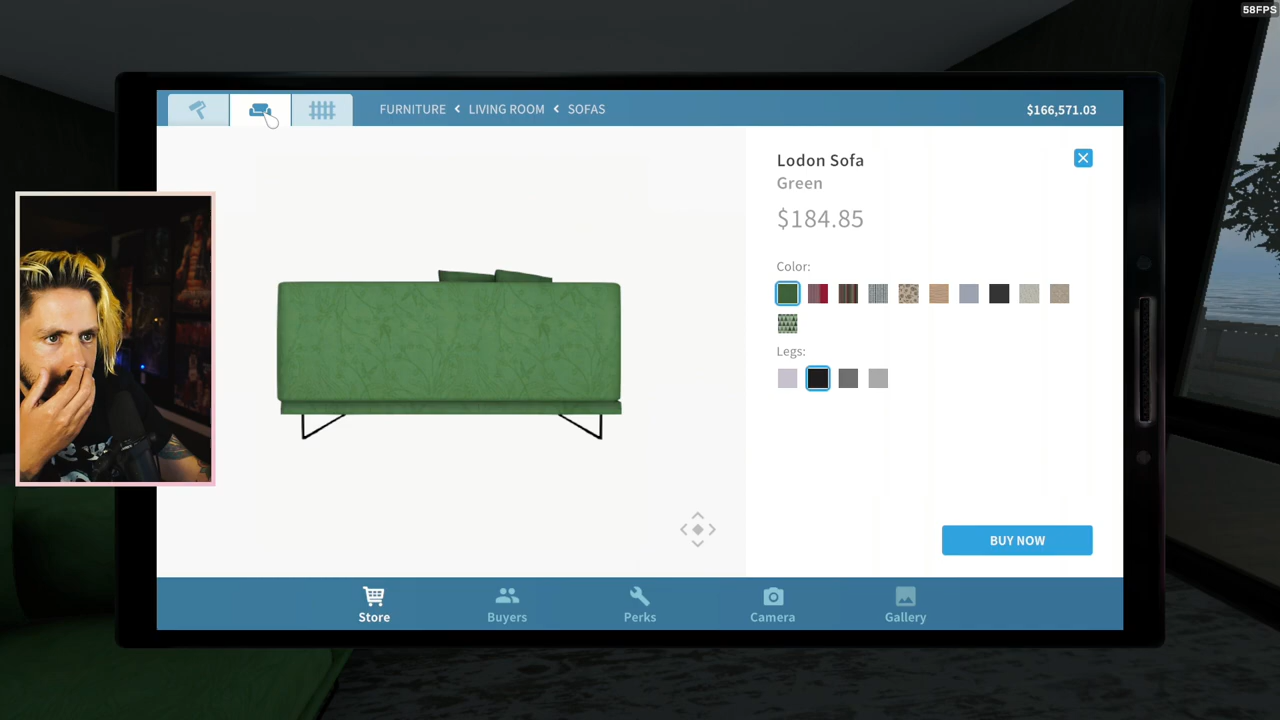 58FPS
FURNITURE < LIVING ROOM < SOFAS
$166,571.03
Lodon Sofa
Green
$184.85
Color:
Legs:
BUY NOW
Store
Buyers
Perks
Camera
Gallery